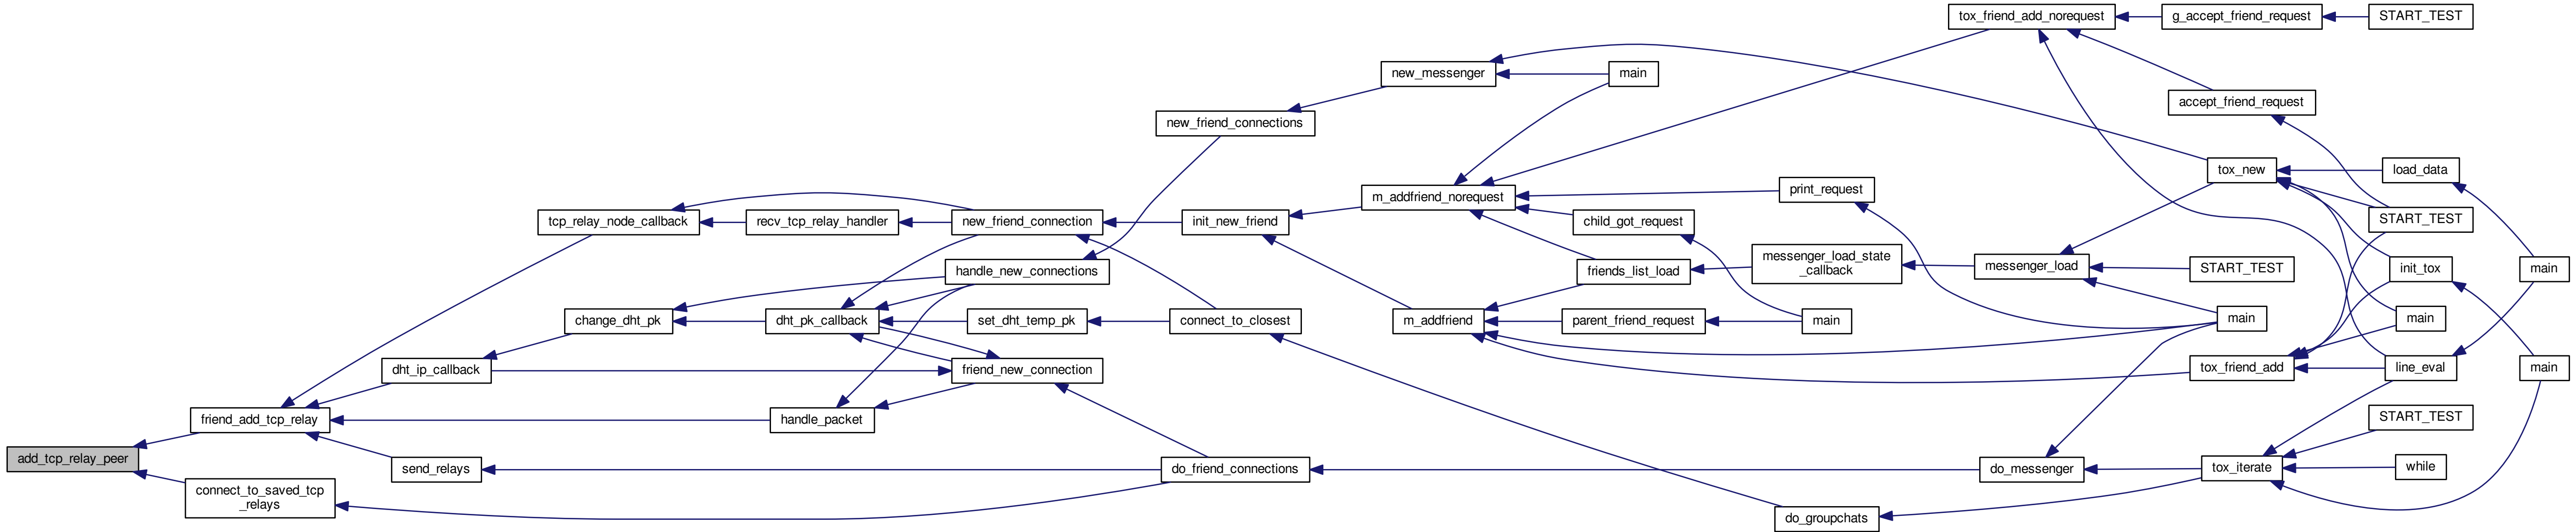 add_tcp_relay_peer
friend_add_tcp_relay
connect_to_saved_tcp
_relays
tcp_relay_node_callback
dht_ip_callback
send_relays
change_dht_pk
recv_tcp_relay_handler
dht_pk_callback
handle_packet
new_friend_connection
handle_new_connections
set_dht_temp_pk
friend_new_connection
new_friend_connections
init_new_friend
connect_to_closest
do_friend_connections
new_messenger
m_addfriend_norequest
m_addfriend
main
child_got_request
friends_list_load
parent_friend_request
print_request
messenger_load_state
_callback
main
do_groupchats
tox_friend_add_norequest
messenger_load
do_messenger
g_accept_friend_request
accept_friend_request
tox_new
START_TEST
main
tox_friend_add
tox_iterate
START_TEST
load_data
START_TEST
init_tox
main
line_eval
START_TEST
while
main
main